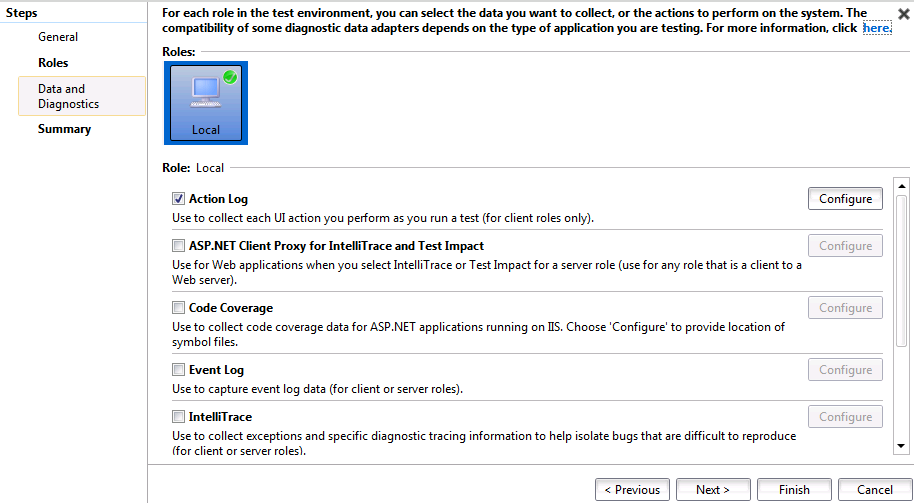 Steps
General
Roles
Data and
Diagnostics
Summary
For each role in the test environment, you can select the data you want to collect, or the actions to perform on the system. The
compatibility of some diagnostic data adapters depends on the type of application you are testing. For more information, click here.
Roles:
Local
Role: Local
Action Log
Configure
Use to collect each UI action you perform as you run a test (for client roles only).
ASP.NET Client Proxy for IntelliTrace and Test Impact
Configure
Use for Web applications when you select IntelliTrace or Test Impact for a server role (use for any role that is a client to a
Web server).
Code Coverage
Configure
Use to collect code coverage data for ASP.NET applications running on IIS. Choose 'Configure' to provide location of
symbol files.
Event Log
Configure
Use to capture event log data (for client or server roles).
IntelliTrace
Configure
Use to collect exceptions and specific diagnostic tracing information to help isolate bugs that are difficult to reproduce
(for client or server roles).
< Previous
Next >
Finish
Cancel